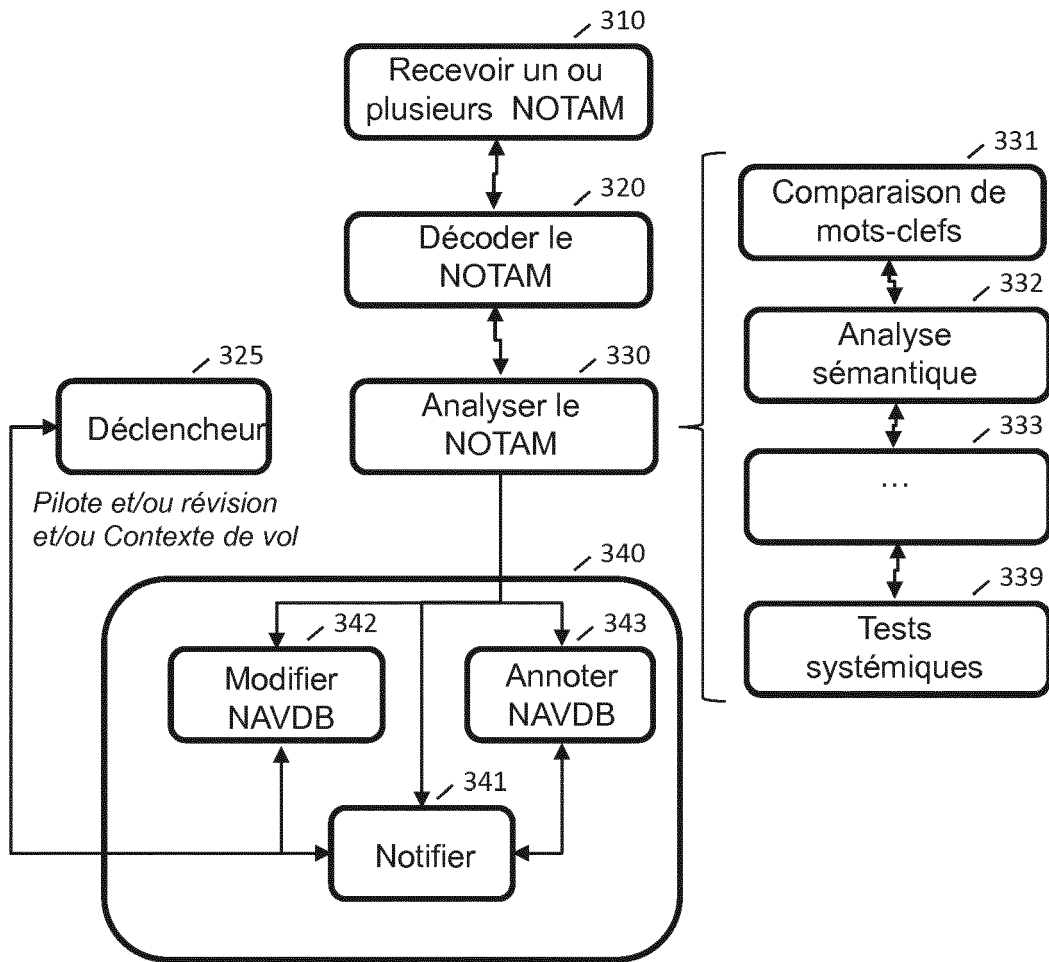 310
Recevoir un ou
plusieurs NOTAM
320
Décoder le
NOTAM
330
Analyser le
NOTAM
325
Déclencheur
Pilote et/ou révision
et/ou Contexte de vol
331
Comparaison de
mots-clefs
332
Analyse
sémantique
333
...
339
Tests
systémiques
340
342
Modifier
NAVDB
343
Annoter
NAVDB
341
Notifier